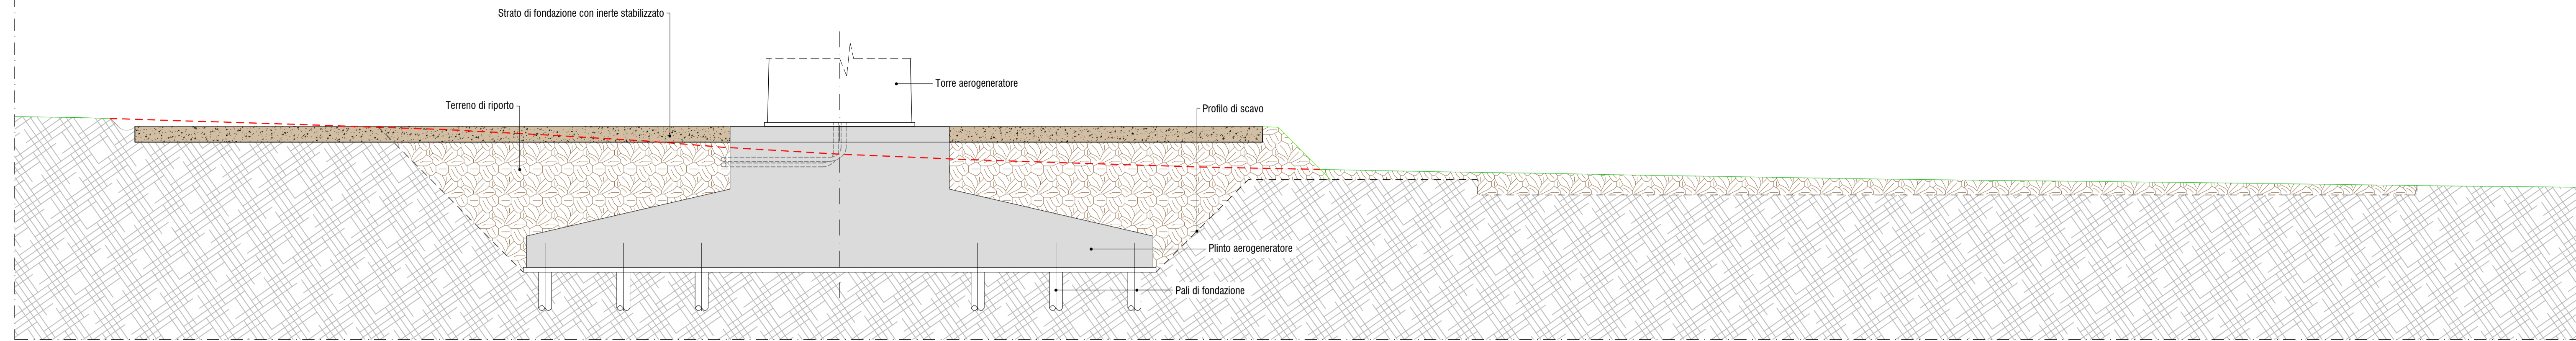 Strato di fondazione con inerte stabilizzato
Torre aerogeneratore
Terreno di riporto
Profilo di scavo
Plinto aerogeneratore
Pali di fondazione